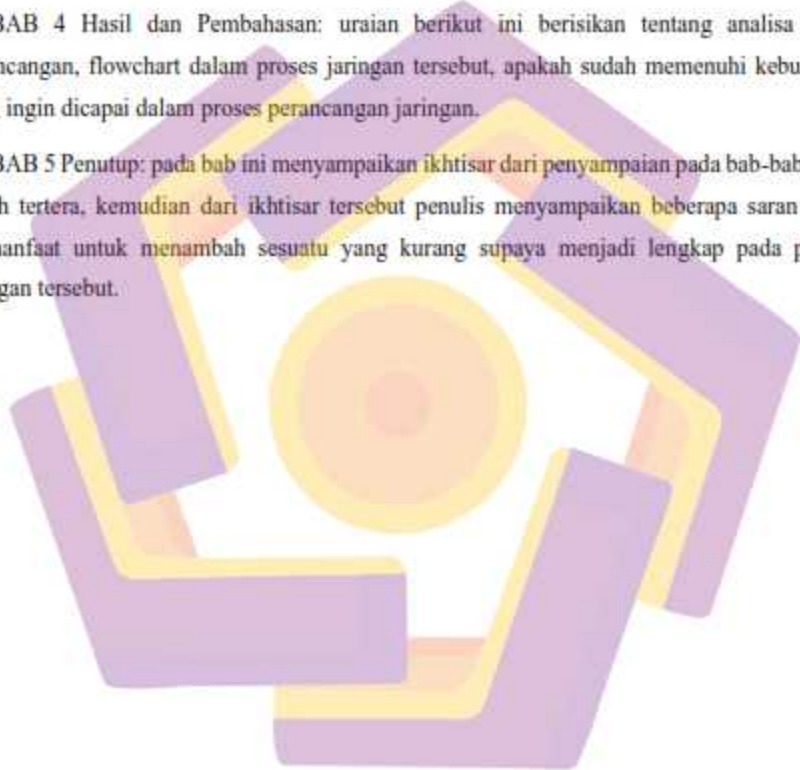 BAB 4 Hasil dan Pembahasan: uraian berikut ini berisikan tentang analisa
ncangan, flowchart dalam proses jaringan tersebut, apakah sudah memenuhi kebu
ingin dicapai dalam proses perancangan jaringan.
BAB 5 Penutup: pada bab ini menyampaikan ikhtisar dari penyampaian pada bab-bab
h tertera, kemudian dari ikhtisar tersebut penulis menyampaikan beberapa saran
nanfaat untuk menambah sesuatu yang kurang supaya menjadi lengkap pada p
gan tersebut.